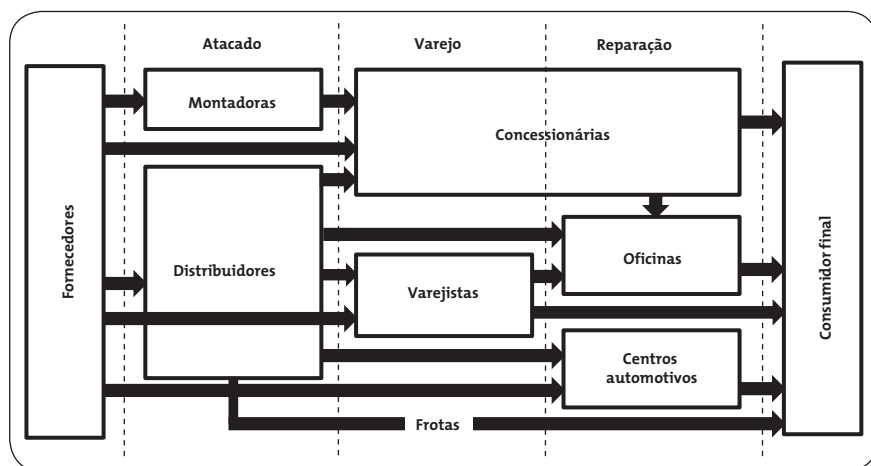 Atacado
Varejo
Reparação
Fornecedores
Montadoras
Concessionárias
Distribuidores
Varejistas
Oficinas
Centros
automotivos
Frotas
Consumidor final